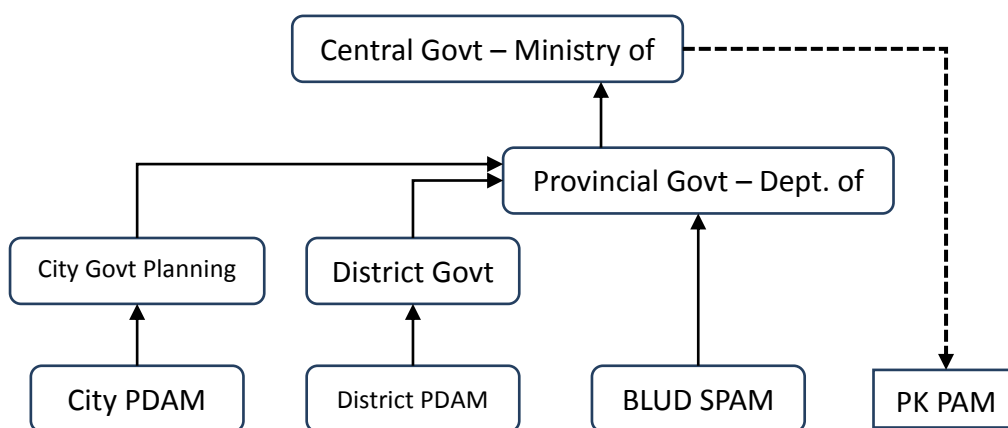 Central Govt – Ministry of
Provincial Govt – Dept. of
City Govt Planning
District Govt
City PDAM
District PDAM
BLUD SPAM
PK PAM